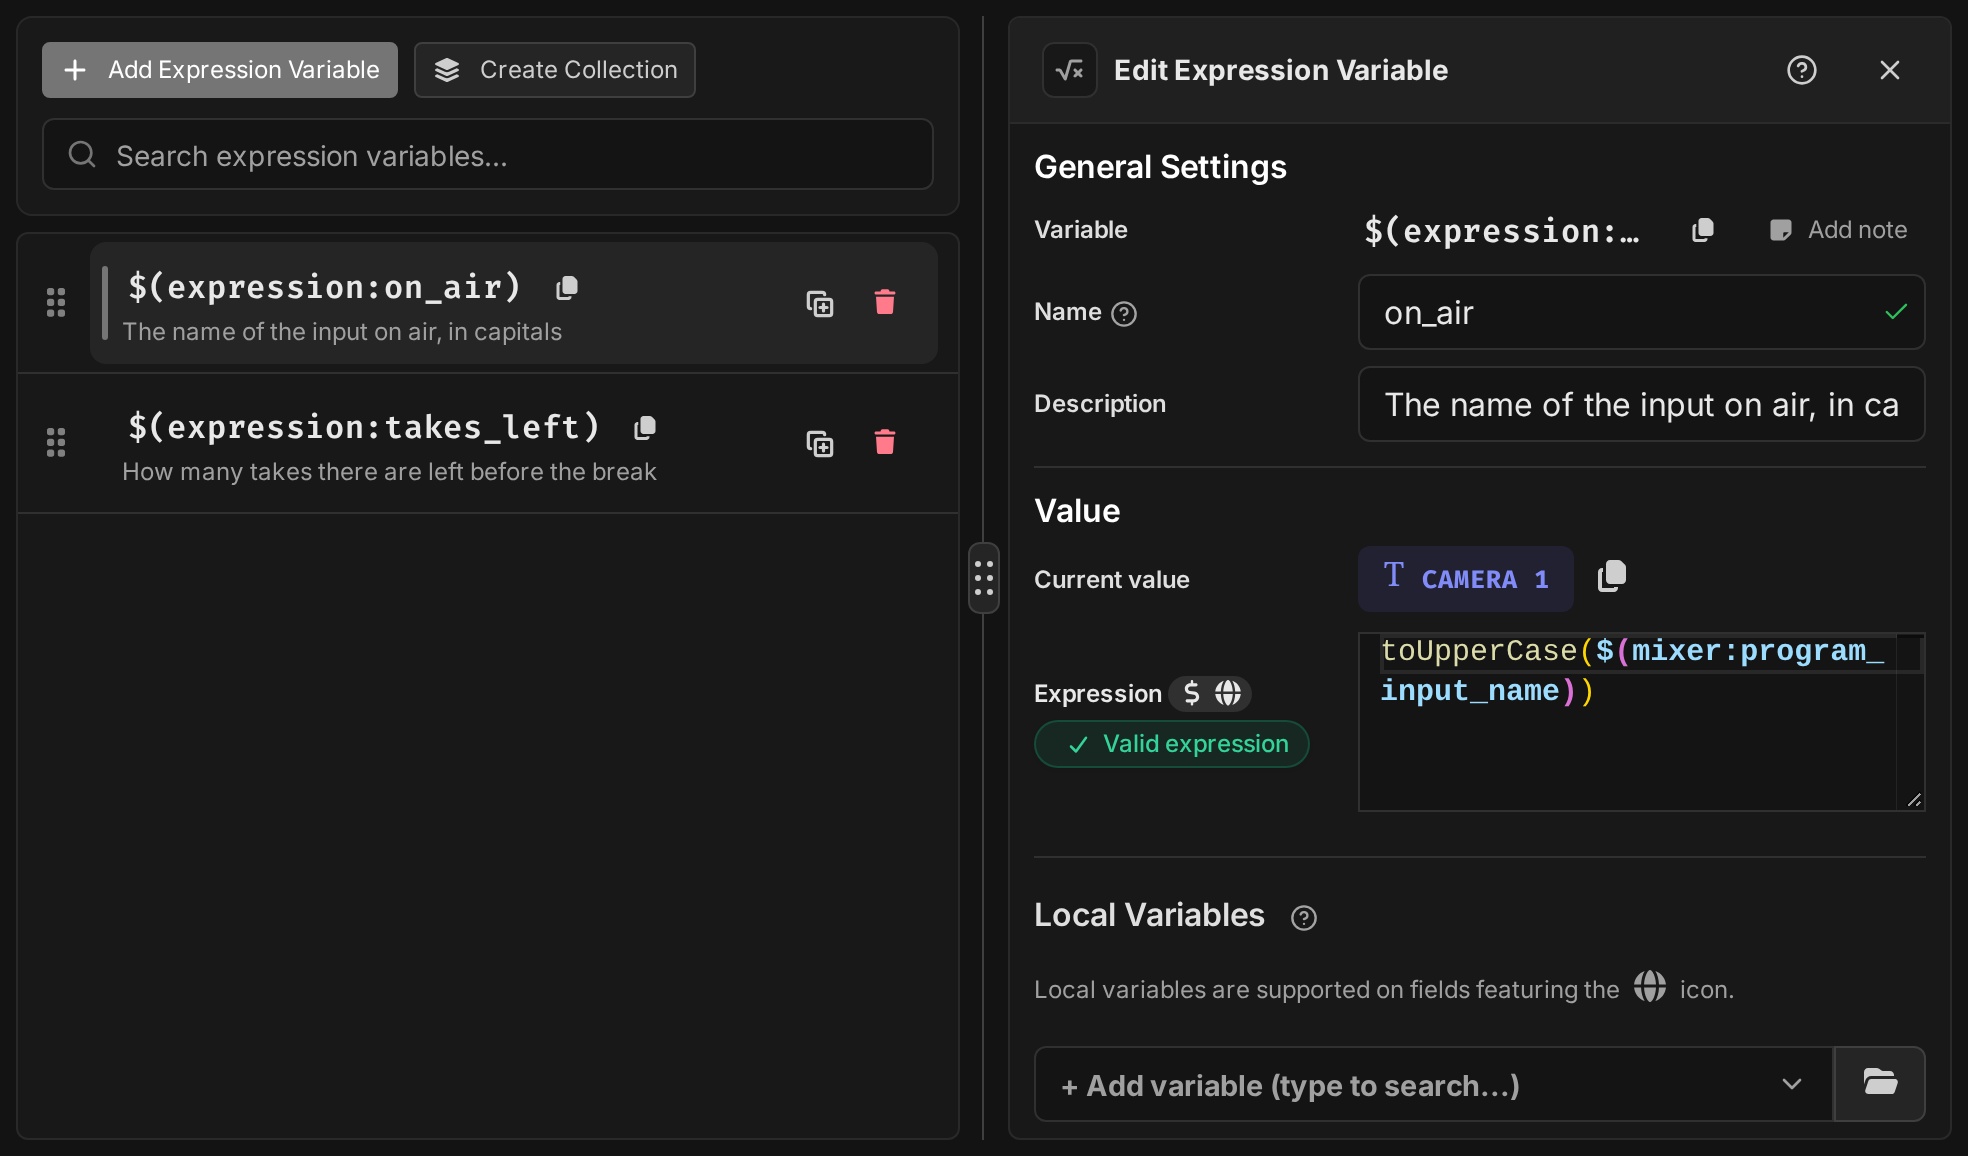 Add Expression Variable
Create Collection
Search expression variables...
$(expression:on_air)
The name of the input on air, in capitals
$(expression:takes_left)
How many takes there are left before the break
Edit Expression Variable
General Settings
Variable
$(expression:…
Add note
Name
on_air
Description
The name of the input on air, in ca
Value
Current value
T CAMERA 1
Expression
Valid expression
toUpperCase($(mixer:program_
input_name))
Local Variables
Local variables are supported on fields featuring the icon.
+ Add variable (type to search...)